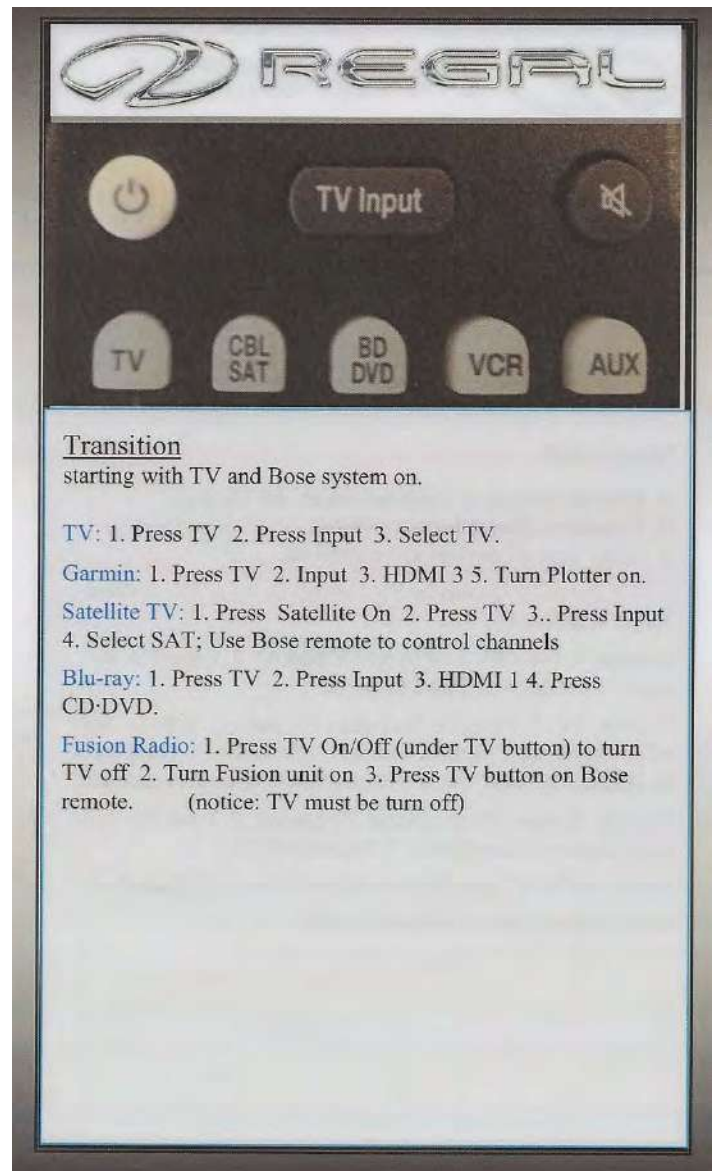 REGAL
TV Input
TV
CBL
SAT
BD
DVD
VCR
AUX
Transition
starting with TV and Bose system on.
TV: 1. Press TV 2. Press Input 3. Select TV.
Garmin: 1. Press TV 2. Input 3. HDMI 3 5. Turn Plotter on.
Satellite TV: 1. Press Satellite On 2. Press TV 3.. Press Input
4. Select SAT; Use Bose remote to control channels
Blu-ray: 1. Press TV 2. Press Input 3. HDMI 1 4. Press
CD·DVD.
Fusion Radio: 1. Press TV On/Off (under TV button) to turn
TV off 2. Turn Fusion unit on 3. Press TV button on Bose
remote. (notice: TV must be turn off)